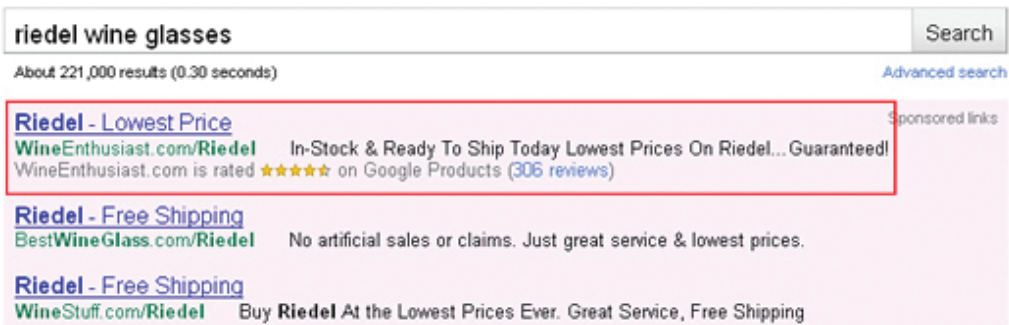 riedel wine glasses Search
About 221,000 results (0.30 seconds) Advanced search
Riedel - Lowest Price Sponsored links
WineEnthusiast.com/Riedel In-Stock & Ready To Ship Today Lowest Prices On Riedel... Guaranteed!
WineEnthusiast.com is rated ★★★★★ on Google Products (306 reviews)
Riedel - Free Shipping
BestWineGlass.com/Riedel No artificial sales or claims. Just great service & lowest prices.
Riedel - Free Shipping
WineStuff.com/Riedel Buy Riedel At the Lowest Prices Ever. Great Service, Free Shipping